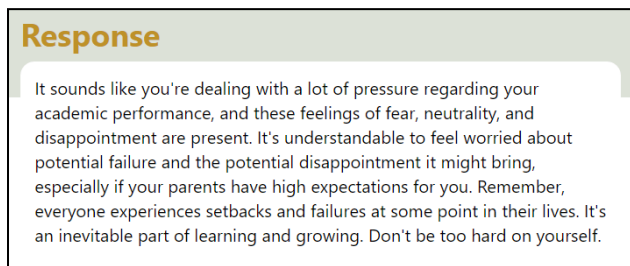 Response
It sounds like you're dealing with a lot of pressure regarding your
academic performance, and these feelings of fear, neutrality, and
disappointment are present. It's understandable to feel worried about
potential failure and the potential disappointment it might bring,
especially if your parents have high expectations for you. Remember,
everyone experiences setbacks and failures at some point in their lives. It's
an inevitable part of learning and growing. Don't be too hard on yourself.